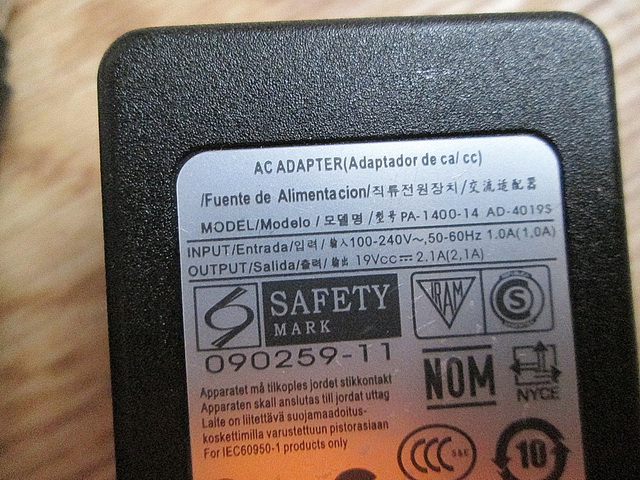 AC ADAPTER(Adaptador de ca/ cc)
/Fuente de Alimentacion/직류전원장치/交流适配器
MODEL/Modelo / 모델명 /型号 PA-1400-14 AD-4019S
INPUT/Entrada/입력/ 输入100-240V~,50-60Hz 1.0A(1,0A)
OUTPUT/Salida/출력/ 输出 19Vcc⎓ 2.1A(2,1A)
SAFETY
MARK
IRAM
S
090259-11
NOM
NYCE
Apparatet må tilkoples jordet stikkontakt
Apparaten skall anslutas till jordat uttag
Laite on liitettävä suojamaadoitus-
koskettimilla varustettuun pistorasiaan
For IEC60950-1 products only
CCC S&E
10